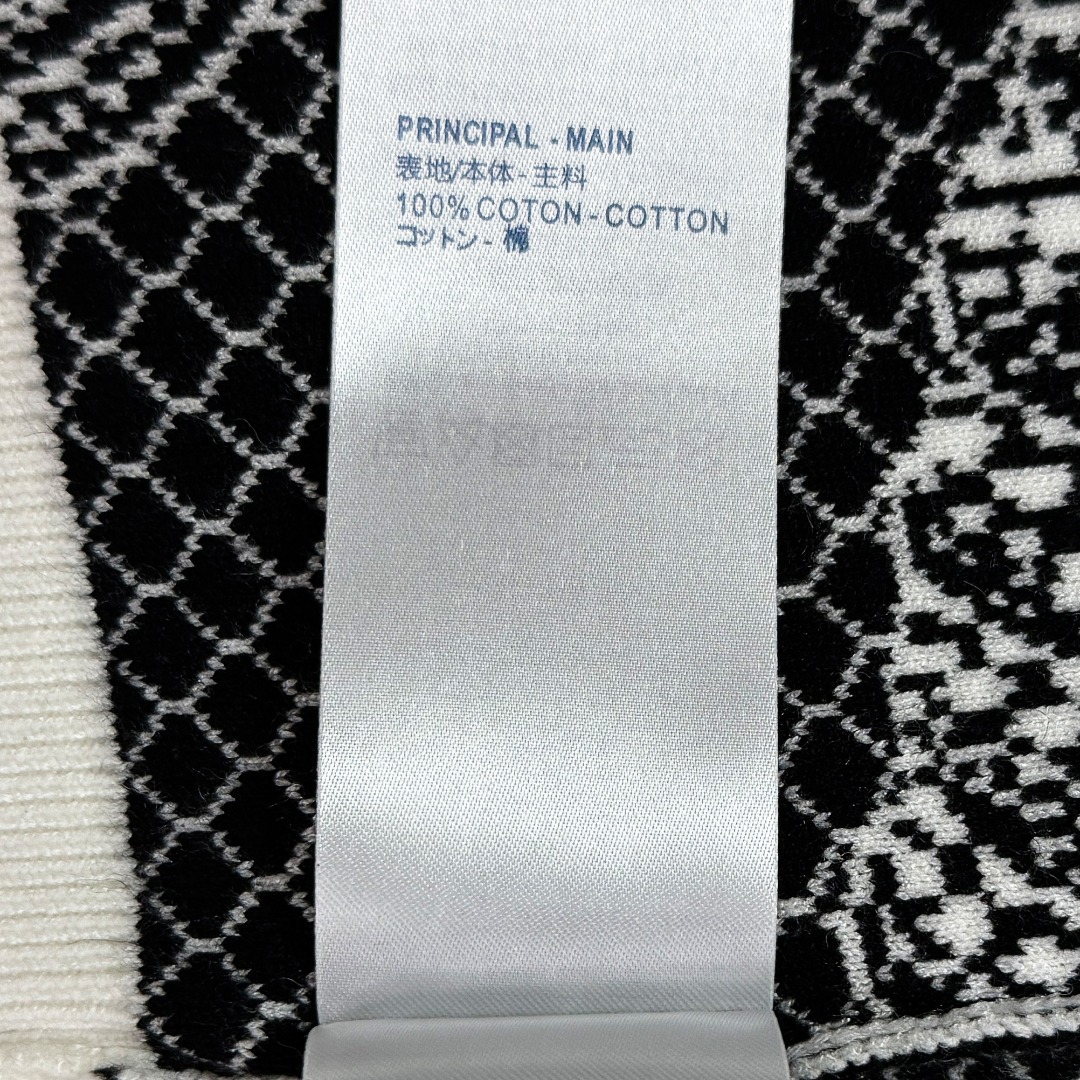 PRINCIPAL - MAIN
表地/本体 - 主料
100% COTON - COTTON
コットン - 棉